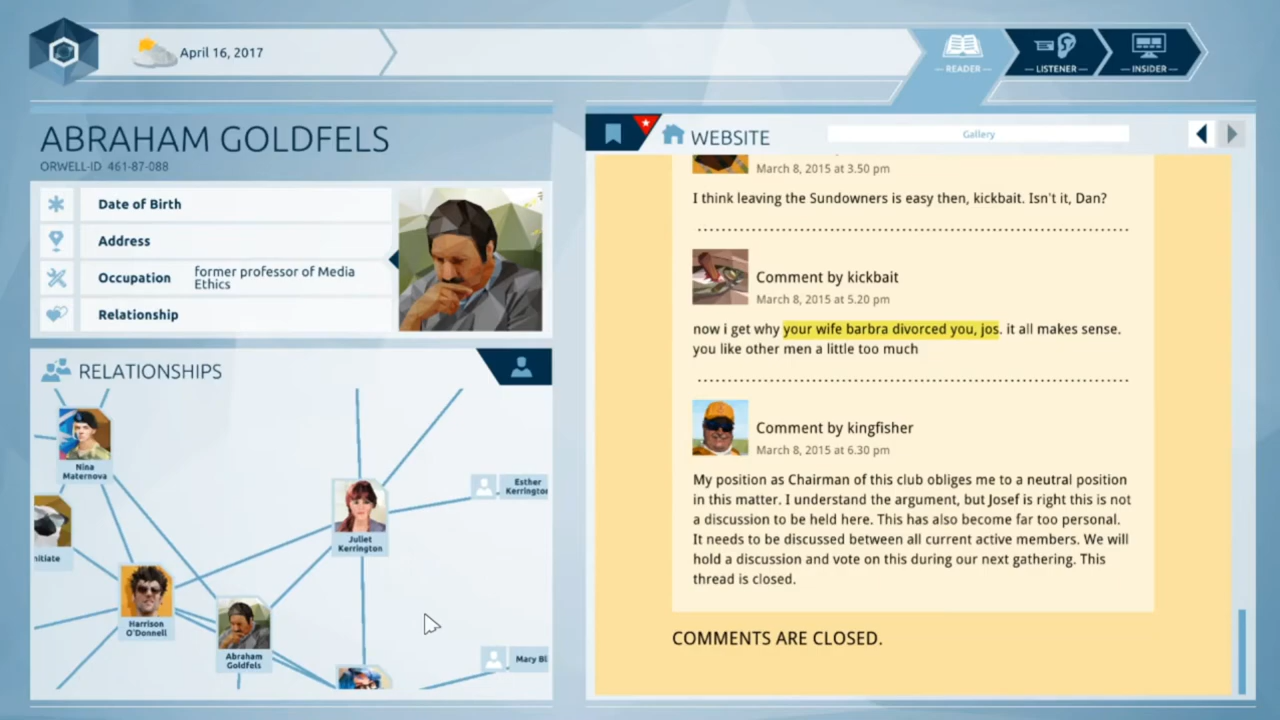 April 16, 2017
READER
LISTENER
INSIDER
ABRAHAM GOLDFELS
ORWELL-ID 461-87-088
Date of Birth
Address
Occupation former professor of Media
Ethics
Relationship
RELATIONSHIPS
Nina
Maternova
nitiate
Harrison
O'Donnell
Abraham
Goldfels
Juliet
Kerrington
Esther
Kerrington
Mary Bl
WEBSITE
Gallery
March 8, 2015 at 3.50 pm
I think leaving the Sundowners is easy then, kickbait. Isn't it, Dan?
Comment by kickbait
March 8, 2015 at 5.20 pm
now i get why your wife barbra divorced you, jos. it all makes sense.
you like other men a little too much
Comment by kingfisher
March 8, 2015 at 6.30 pm
My position as Chairman of this club obliges me to a neutral position
in this matter. I understand the argument, but Josef is right this is not
a discussion to be held here. This has also become far too personal.
It needs to be discussed between all current active members. We will
hold a discussion and vote on this during our next gathering. This
thread is closed.
COMMENTS ARE CLOSED.